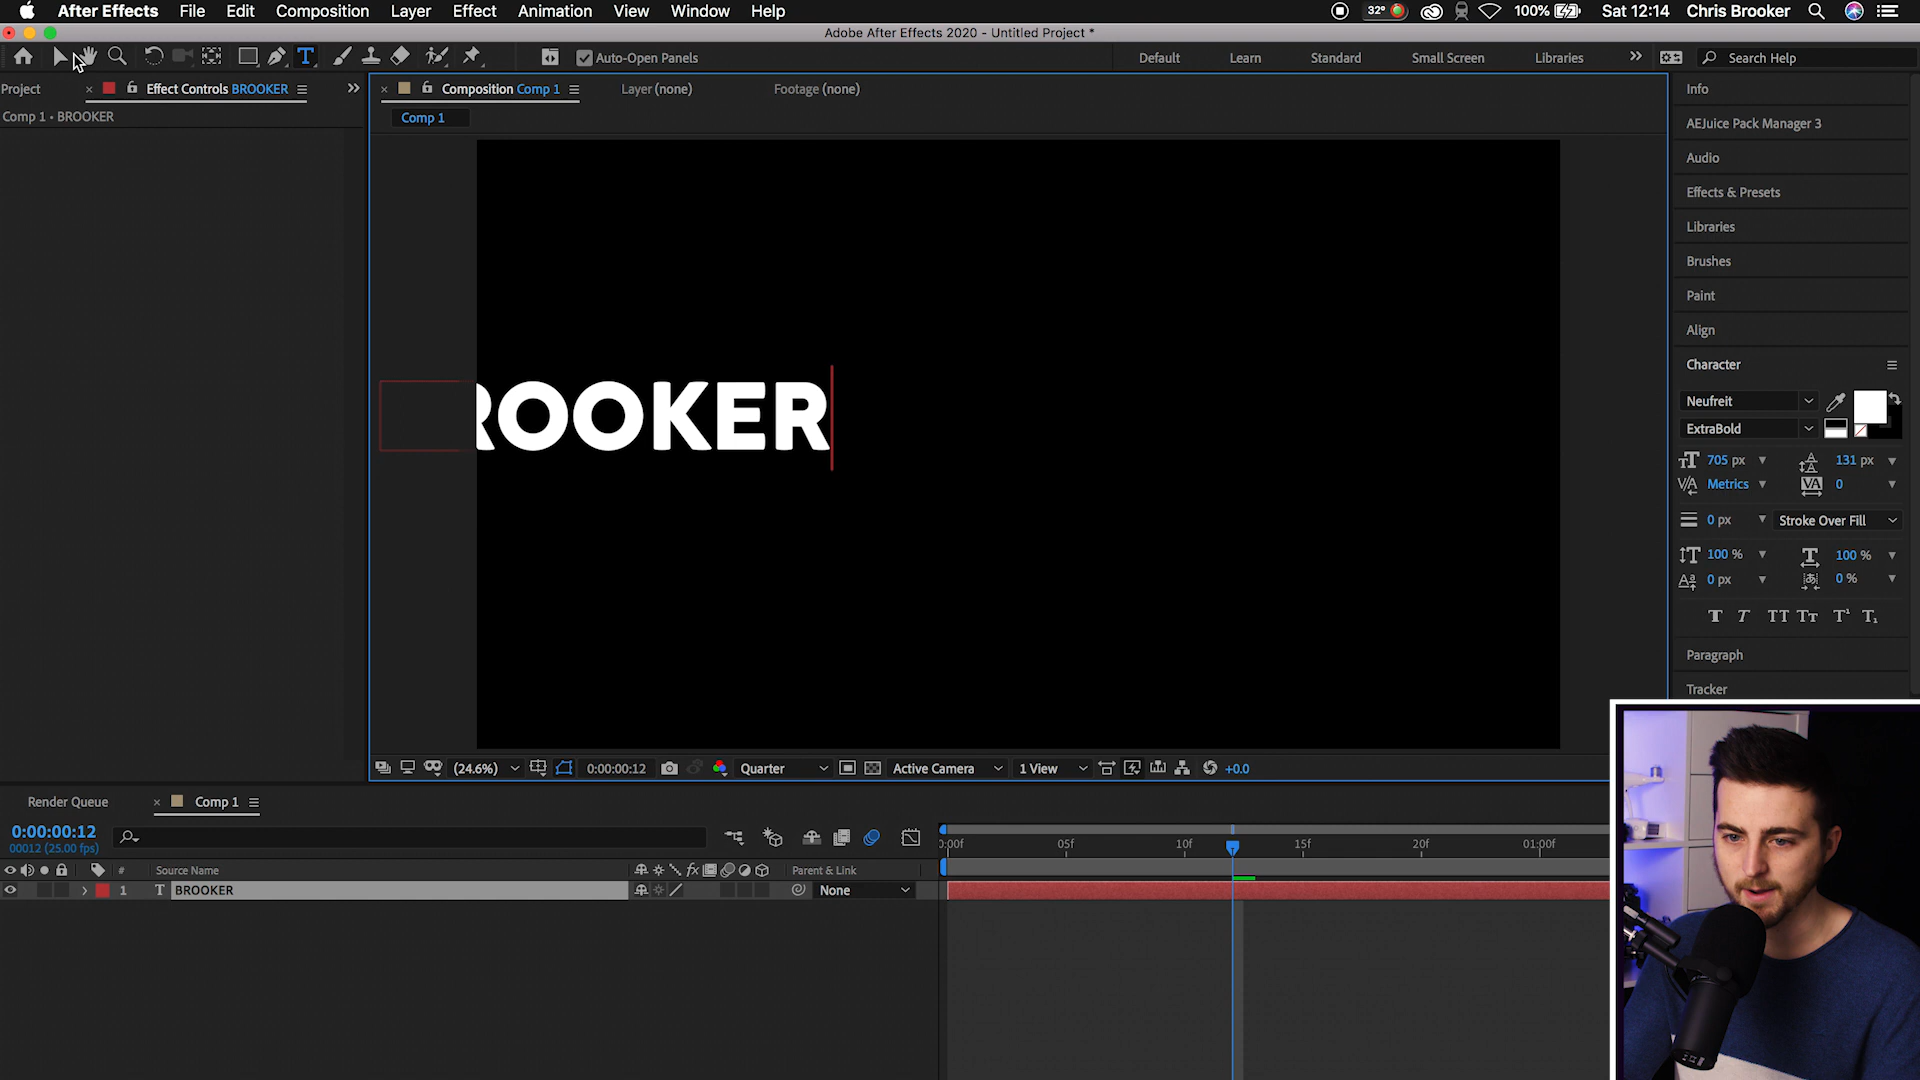 After Effects File Edit Composition Layer Effect Animation View Window Help 32° 100% Sat 12:14 Chris Brooker
Adobe After Effects 2020 - Untitled Project *
T Auto-Open Panels Default Learn Standard Small Screen Libraries Search Help
Project Effect Controls BROOKER Composition Comp 1 Layer (none) Footage (none) Info
Comp 1 • BROOKER Comp 1
AEJuice Pack Manager 3
Audio
Effects & Presets
Libraries
Brushes
Paint
Align
Character
Neufreit
ExtraBold
705 px 131 px
Metrics 0
0 px Stroke Over Fill
100 % 100 %
0 px 0 %
T T TT Tt T¹ T₁
Paragraph
Tracker
ROOKER
(24.6%) 0:00:00:12 Quarter Active Camera 1 View +0.0
Render Queue Comp 1
0:00:00:12
00012 (25.00 fps)
0:00f 05f 10f 15f 20f 01:00f
# Source Name fx Parent & Link
1 T BROOKER None